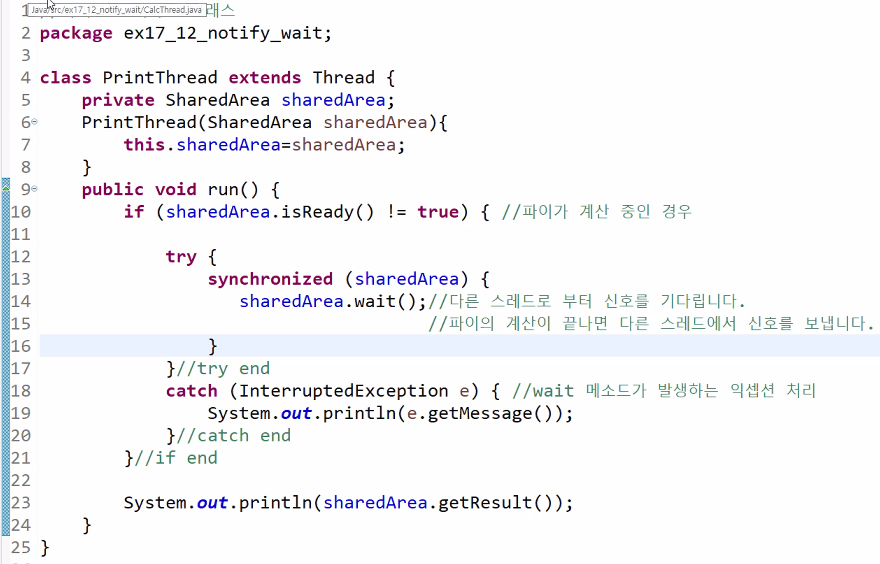 1 래스
Java/src/ex17_12_notify_wait/CalcThread.java
2 package ex17_12_notify_wait;
3
4 class PrintThread extends Thread {
5 private SharedArea sharedArea;
6 PrintThread(SharedArea sharedArea){
7 this.sharedArea=sharedArea;
8 }
9 public void run() {
10 if (sharedArea.isReady() != true) { //파이가 계산 중인 경우
11
12 try {
13 synchronized (sharedArea) {
14 sharedArea.wait();//다른 스레드로 부터 신호를 기다립니다.
15 //파이의 계산이 끝나면 다른 스레드에서 신호를 보냅니다.
16 }
17 }//try end
18 catch (InterruptedException e) { //wait 메소드가 발생하는 익셉션 처리
19 System.out.println(e.getMessage());
20 }//catch end
21 }//if end
22
23 System.out.println(sharedArea.getResult());
24 }
25 }